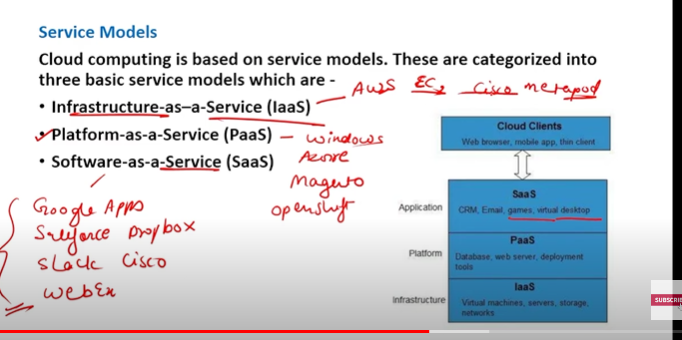 Service Models
Cloud computing is based on service models. These are categorized into
three basic service models which are -
AWS EC2 Cisco metapod
• Infrastructure-as–a-Service (IaaS)
• Platform-as-a-Service (PaaS) – windows
Azore
Magento
openshift
• Software-as-a-Service (SaaS)
Google Apps
Salesforce Dropbox
Slack Cisco
WebEx
Cloud Clients
Web browser, mobile app, thin client
SaaS
Application
CRM, Email, games, virtual desktop
PaaS
Platform
Database, web server, deployment
tools
IaaS
Infrastructure
Virtual machines, servers, storage,
networks
SUBSCRI